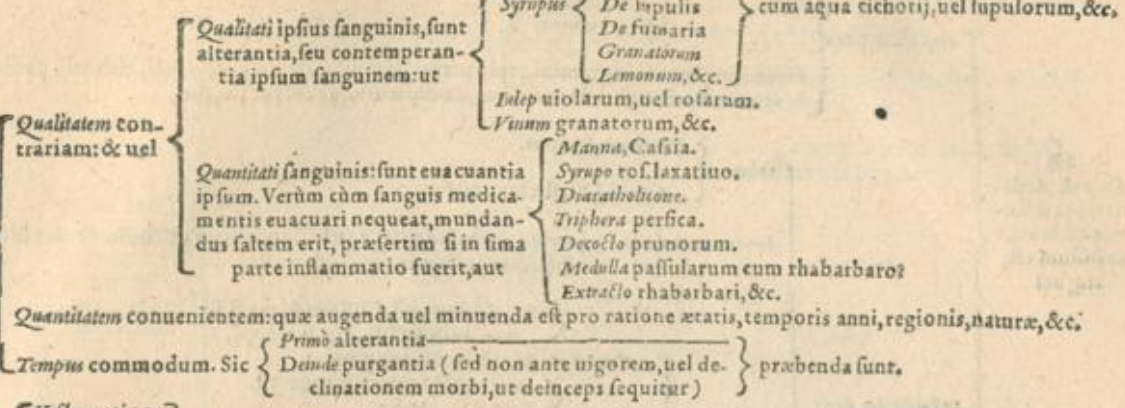 Syrupus De lupulis cum aqua cichorij, uel lupulorum, &c,
De fumaria
Granatorum
Lemonum, &c.
Qualitati ipſius ſanguinis, ſunt
alterantia, ſeu contemperan-
tia ipſum ſanguinem: ut
Iulep uiolarum, uel roſarum.
Vinum granatorum, &c.
Qualitatem con-
trariam: & uel
Quantitati ſanguinis: ſunt euacuantia
ipſum. Verùm cùm ſanguis medica-
mentis euacuari nequeat, mundan-
dus ſaltem erit, præſertim ſi in ſima
parte inflammatio fuerit, aut
Manna, Caſsia.
Syrupo roſ. laxatiuo.
Diacatholicone.
Triphera perſica.
Decocto prunorum.
Medulla paſſularum cum rhabarbaro?
Extracto rhabarbari, &c.
Quantitatem conuenientem: quæ augenda uel minuenda eſt pro ratione ætatis, temporis anni, regionis, naturæ, &c.
Tempus commodum. Sic
Primò alterantia
Deinde purgantia (ſed non ante uigorem, uel de-
clinationem morbi, ut deinceps ſequitur)
præbenda ſunt.